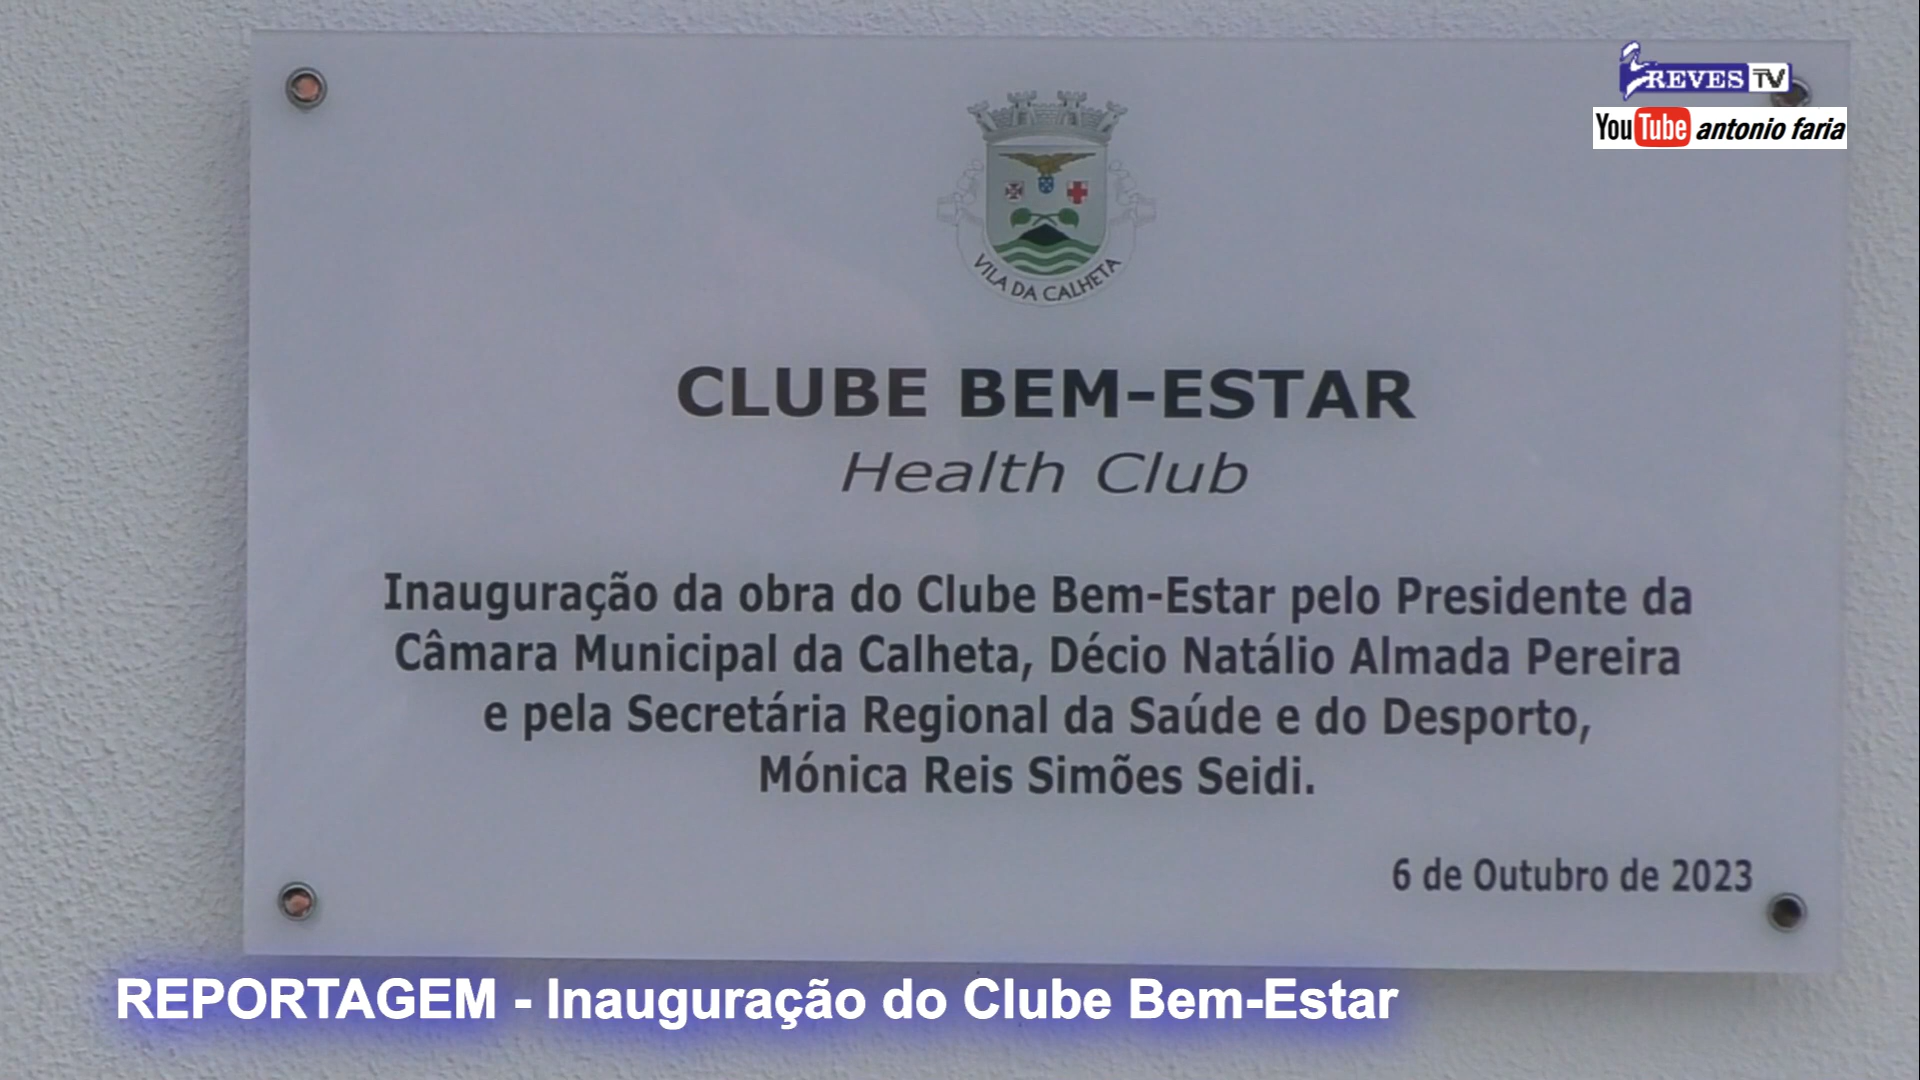 TREVES TV
YouTube antonio faria
VILA DA CALHETA
CLUBE BEM-ESTAR
Health Club
Inauguração da obra do Clube Bem-Estar pelo Presidente da
Câmara Municipal da Calheta, Décio Natálio Almada Pereira
e pela Secretária Regional da Saúde e do Desporto,
Mónica Reis Simões Seidi.
6 de Outubro de 2023
REPORTAGEM - Inauguração do Clube Bem-Estar